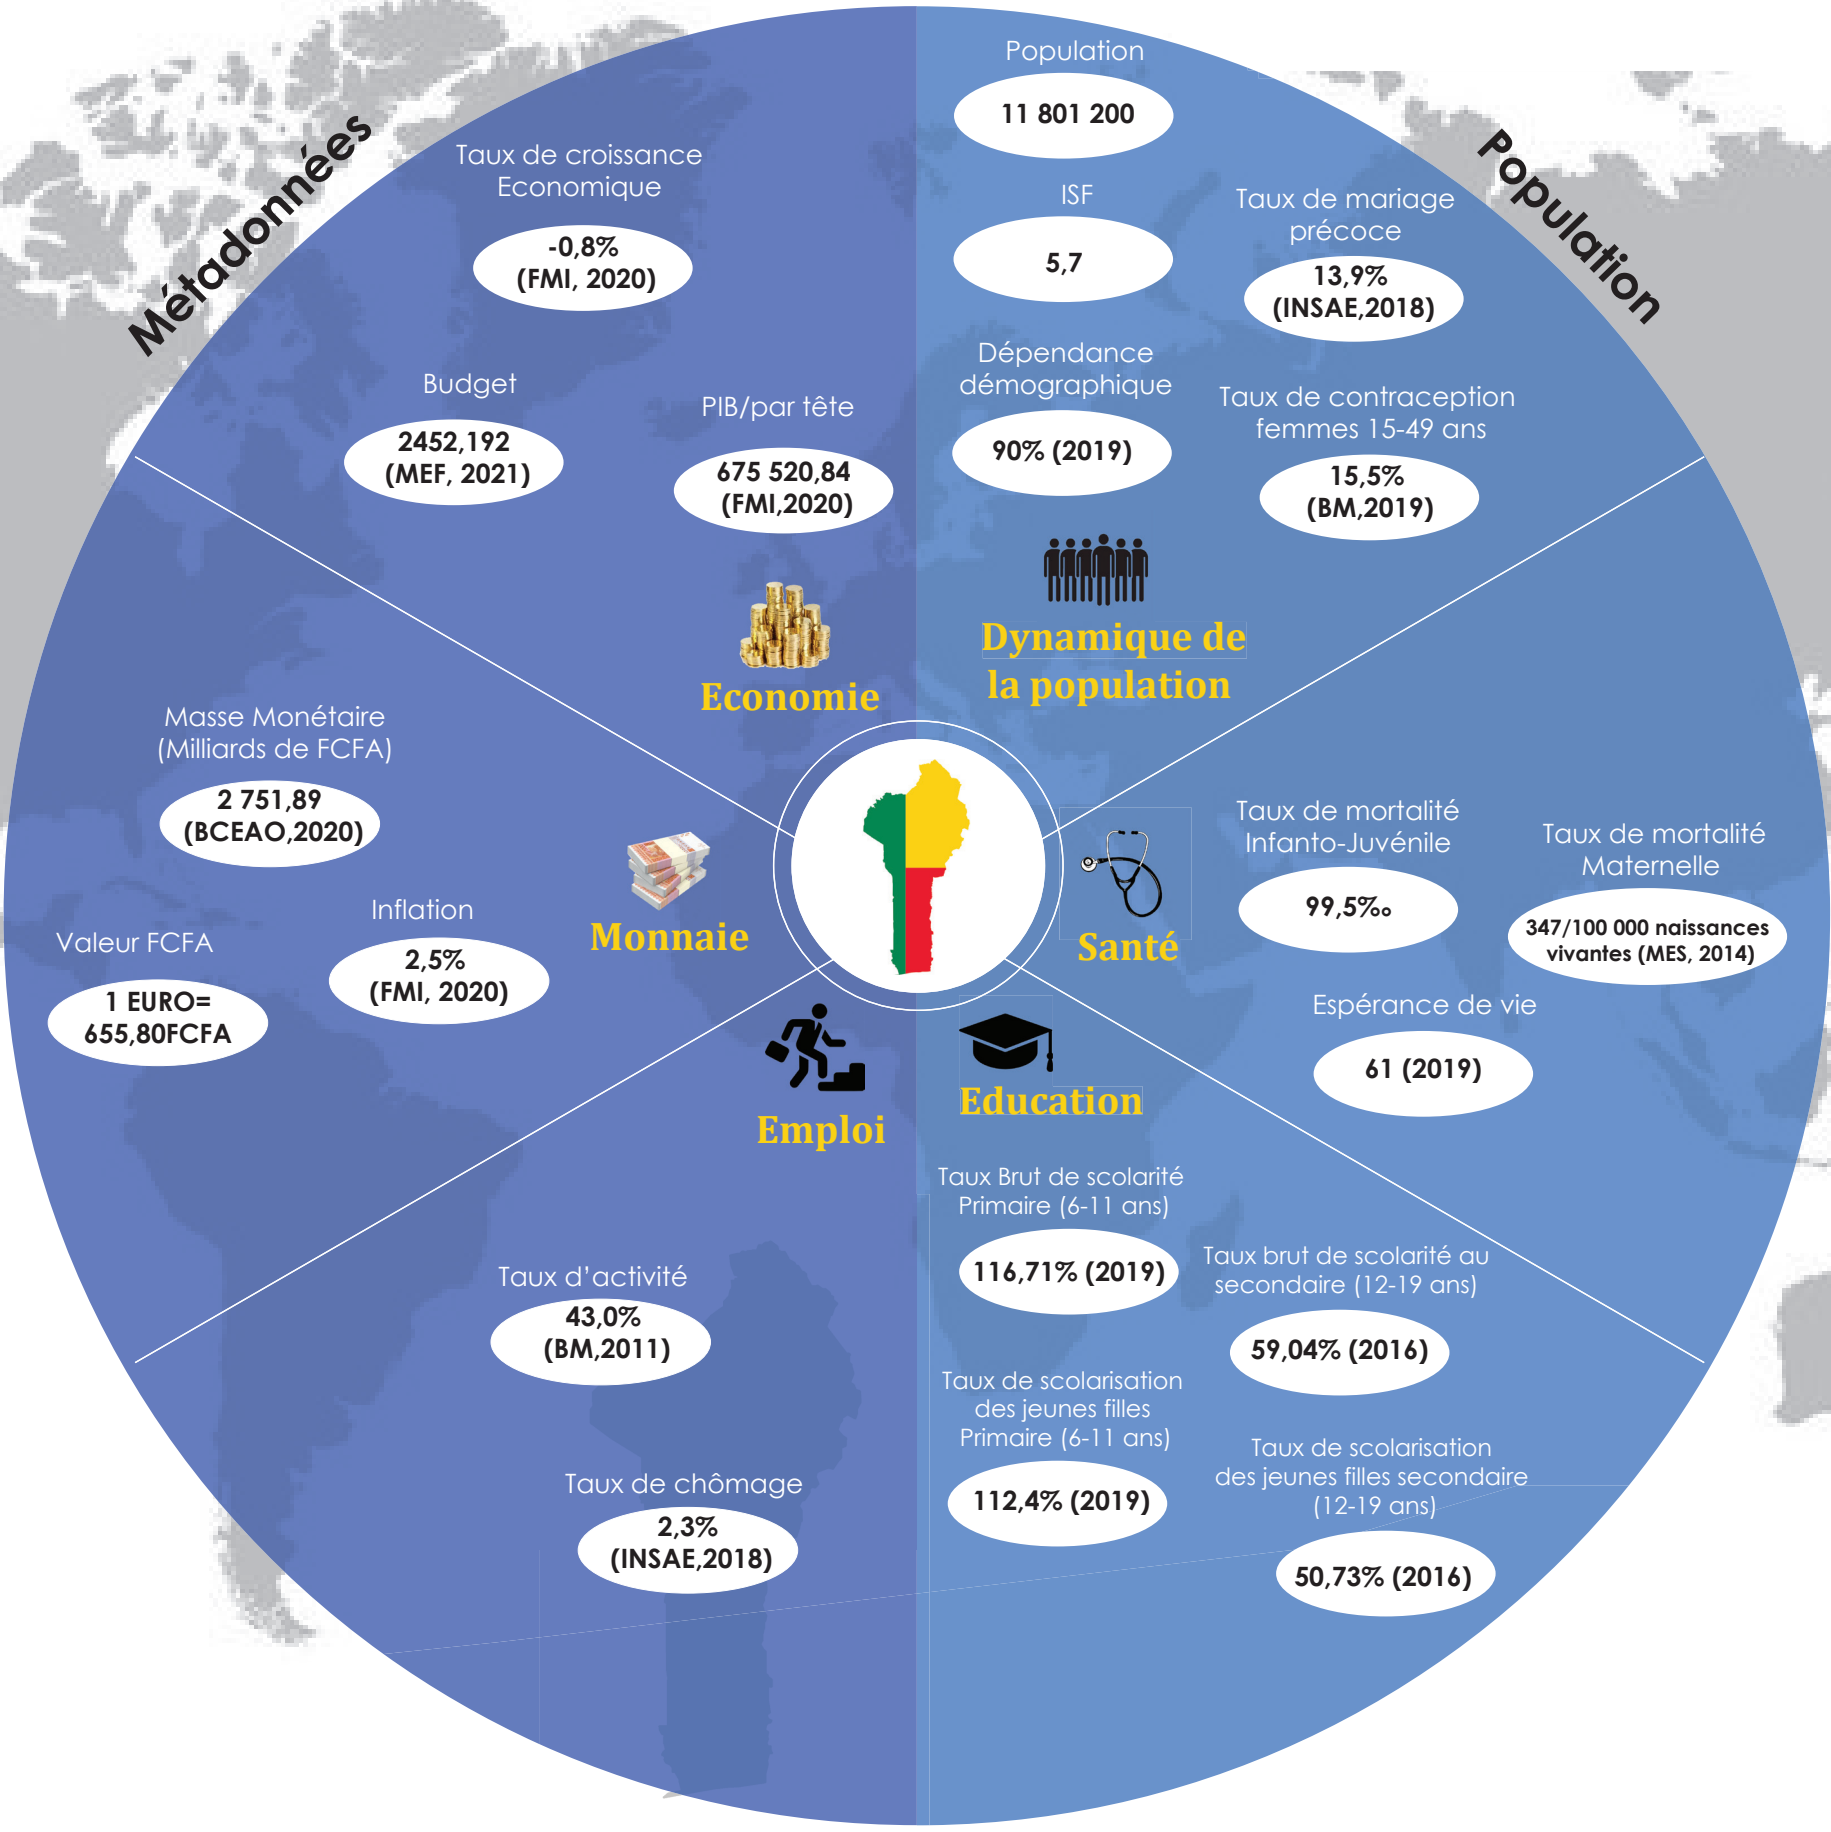 Métadonnées
Population
Taux de croissance
Economique
-0,8%
(FMI, 2020)
Budget
2452,192
(MEF, 2021)
PIB/par tête
675 520,84
(FMI,2020)
Economie
Population
11 801 200
ISF
5,7
Taux de mariage
précoce
13,9%
(INSAE,2018)
Dépendance
démographique
90% (2019)
Taux de contraception
femmes 15-49 ans
15,5%
(BM,2019)
Dynamique de
la population
Masse Monétaire
(Milliards de FCFA)
2 751,89
(BCEAO,2020)
Inflation
2,5%
(FMI, 2020)
Valeur FCFA
1 EURO=
655,80FCFA
Monnaie
Taux de mortalité
Infanto-Juvénile
99,5‰
Taux de mortalité
Maternelle
347/100 000 naissances
vivantes (MES, 2014)
Espérance de vie
61 (2019)
Santé
Emploi
Taux d'activité
43,0%
(BM,2011)
Taux de chômage
2,3%
(INSAE,2018)
Education
Taux Brut de scolarité
Primaire (6-11 ans)
116,71% (2019)
Taux brut de scolarité au
secondaire (12-19 ans)
59,04% (2016)
Taux de scolarisation
des jeunes filles
Primaire (6-11 ans)
112,4% (2019)
Taux de scolarisation
des jeunes filles secondaire
(12-19 ans)
50,73% (2016)